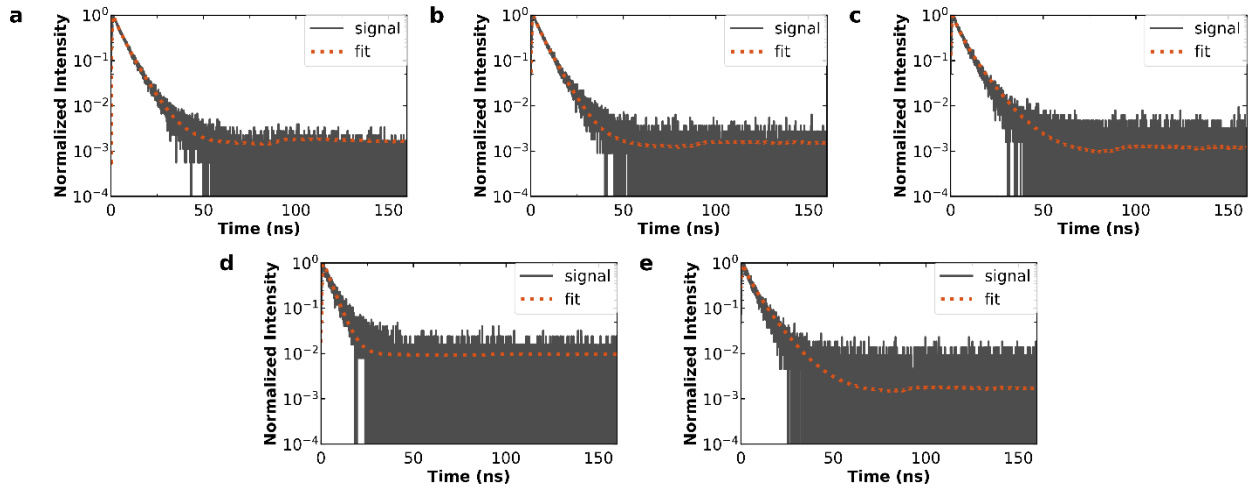 a
Normalized Intensity
10⁰
10⁻¹
10⁻²
10⁻³
10⁻⁴
signal
fit
0
50
100
150
Time (ns)
b
Normalized Intensity
10⁰
10⁻¹
10⁻²
10⁻³
10⁻⁴
signal
fit
0
50
100
150
Time (ns)
c
Normalized Intensity
10⁰
10⁻¹
10⁻²
10⁻³
10⁻⁴
signal
fit
0
50
100
150
Time (ns)
d
Normalized Intensity
10⁰
10⁻¹
10⁻²
10⁻³
10⁻⁴
signal
fit
0
50
100
150
Time (ns)
e
Normalized Intensity
10⁰
10⁻¹
10⁻²
10⁻³
10⁻⁴
signal
fit
0
50
100
150
Time (ns)